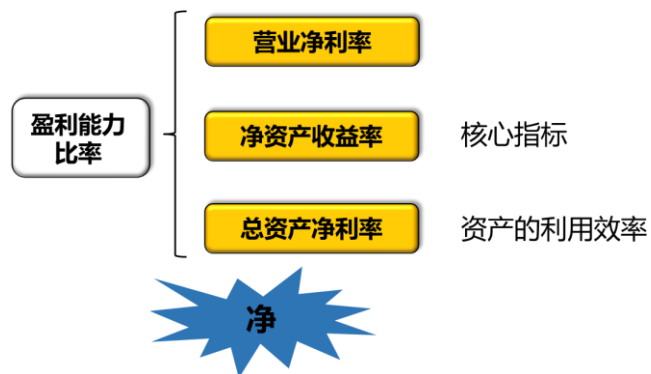 营业净利率
盈利能力
比率
净资产收益率
核心指标
总资产净利率
资产的利用效率
净